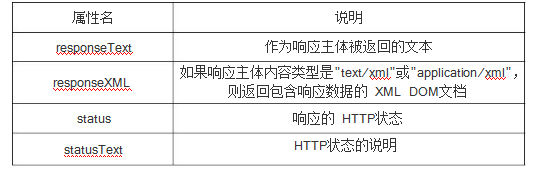 属性名 说明
responseText 作为响应主体被返回的文本
responseXML 如果响应主体内容类型是"text/xml"或"application/xml",
则返回包含响应数据的 XML DOM文档
status 响应的 HTTP状态
statusText HTTP状态的说明